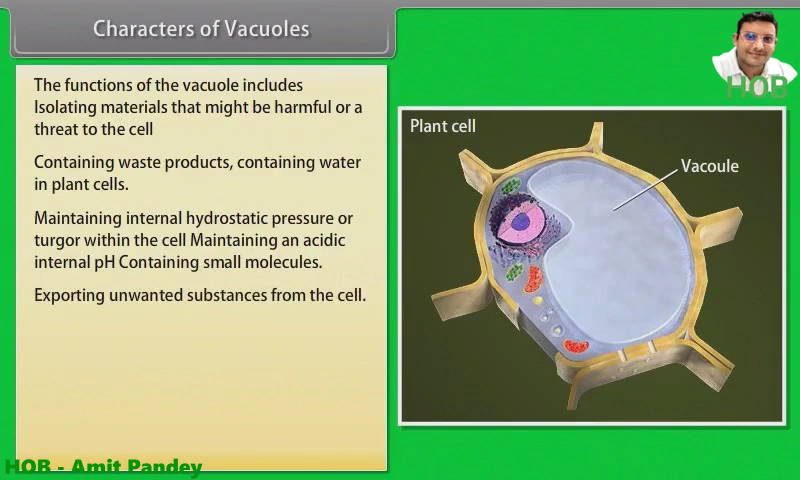 Characters of Vacuoles
HOB
The functions of the vacuole includes
Isolating materials that might be harmful or a
threat to the cell
Containing waste products, containing water
in plant cells.
Maintaining internal hydrostatic pressure or
turgor within the cell Maintaining an acidic
internal pH Containing small molecules.
Exporting unwanted substances from the cell.
Plant cell
Vacoule
HOB - Amit Pandey